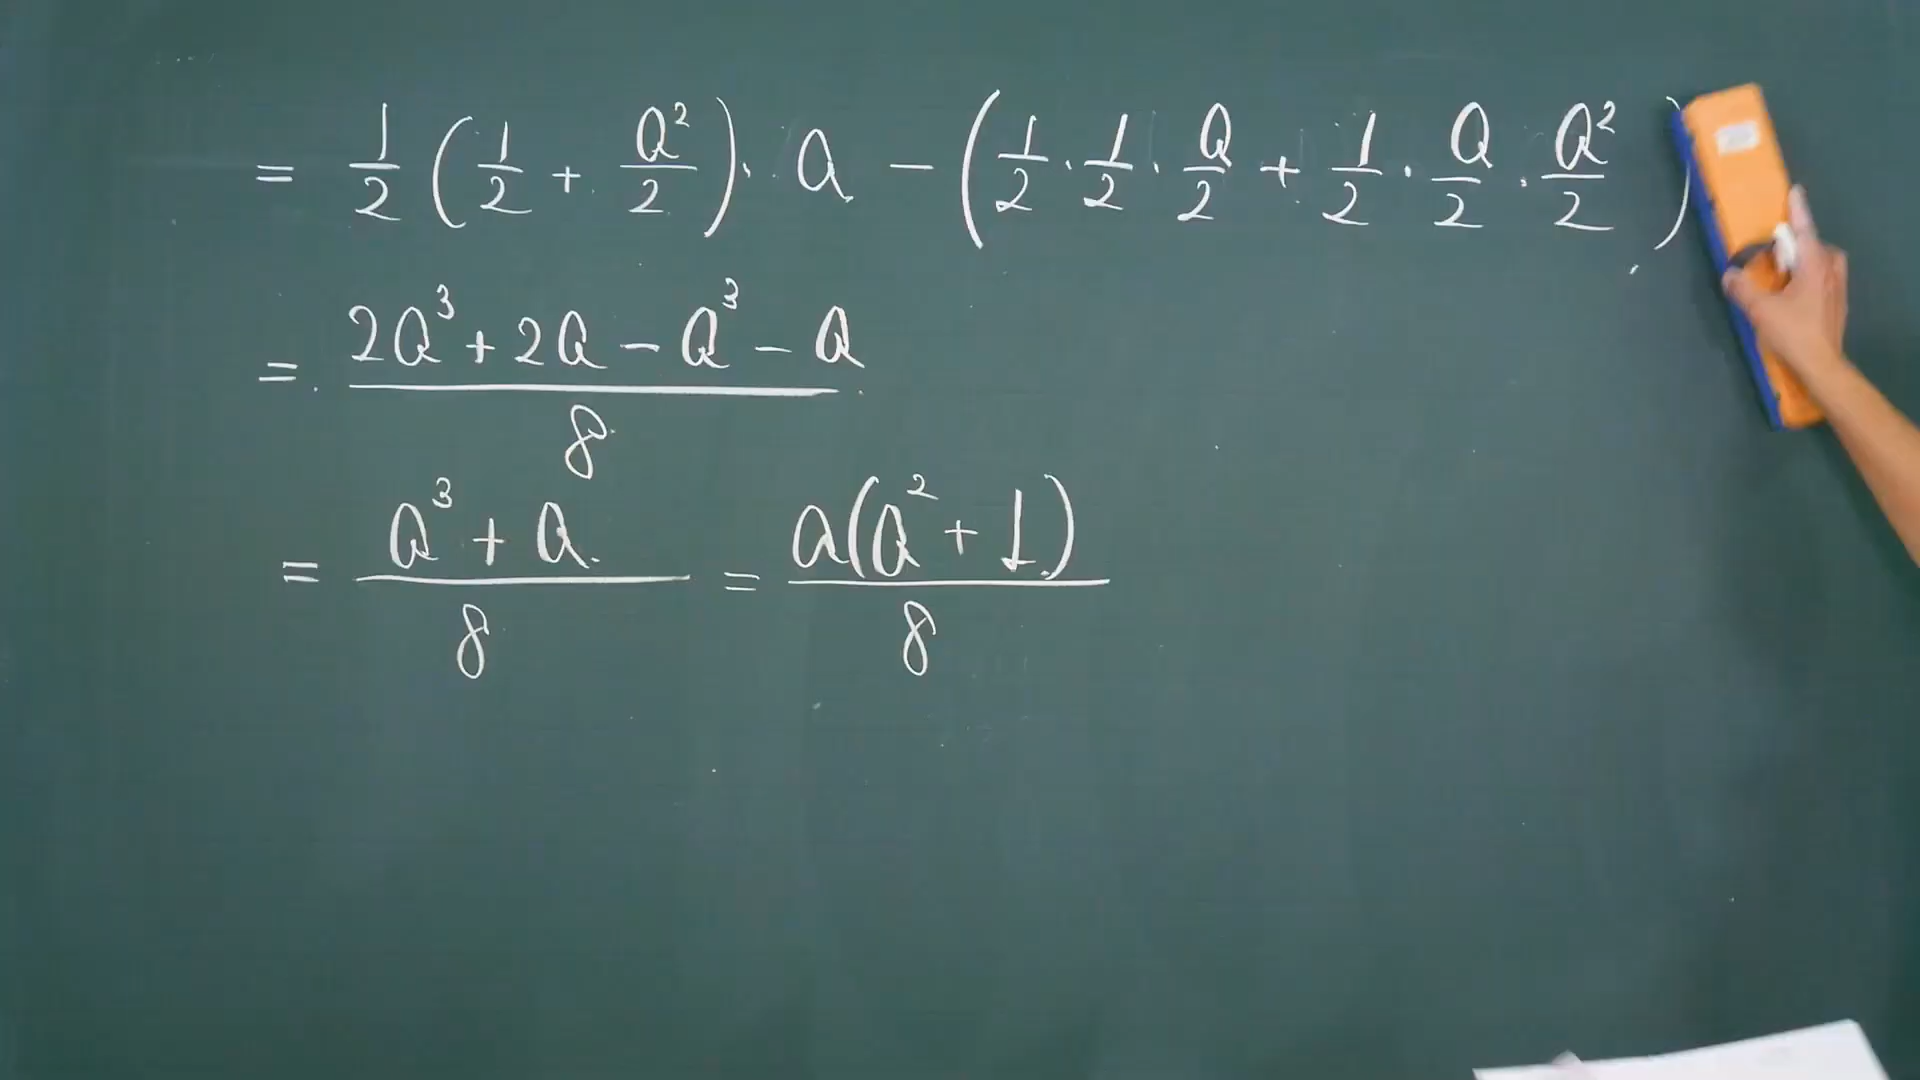 = 1/2 (1/2 + a²/2) · a - (1/2 · 1/2 · a/2 + 1/2 · a/2 · a²/2)
= (2a³ + 2a - a³ - a)/8
= (a³ + a)/8 = a(a² + 1)/8